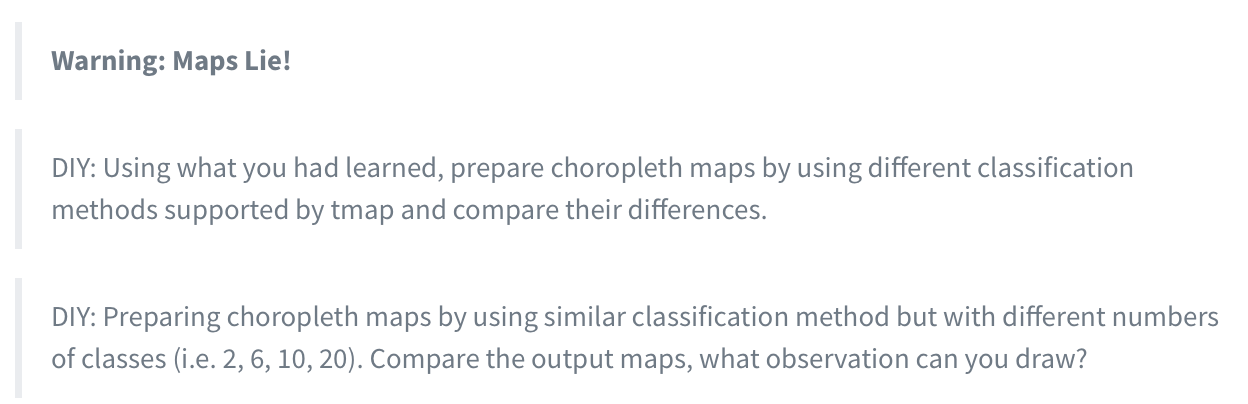 Warning: Maps Lie!
DIY: Using what you had learned, prepare choropleth maps by using different classification
methods supported by tmap and compare their differences.
DIY: Preparing choropleth maps by using similar classification method but with different numbers
of classes (i.e. 2, 6, 10, 20). Compare the output maps, what observation can you draw?